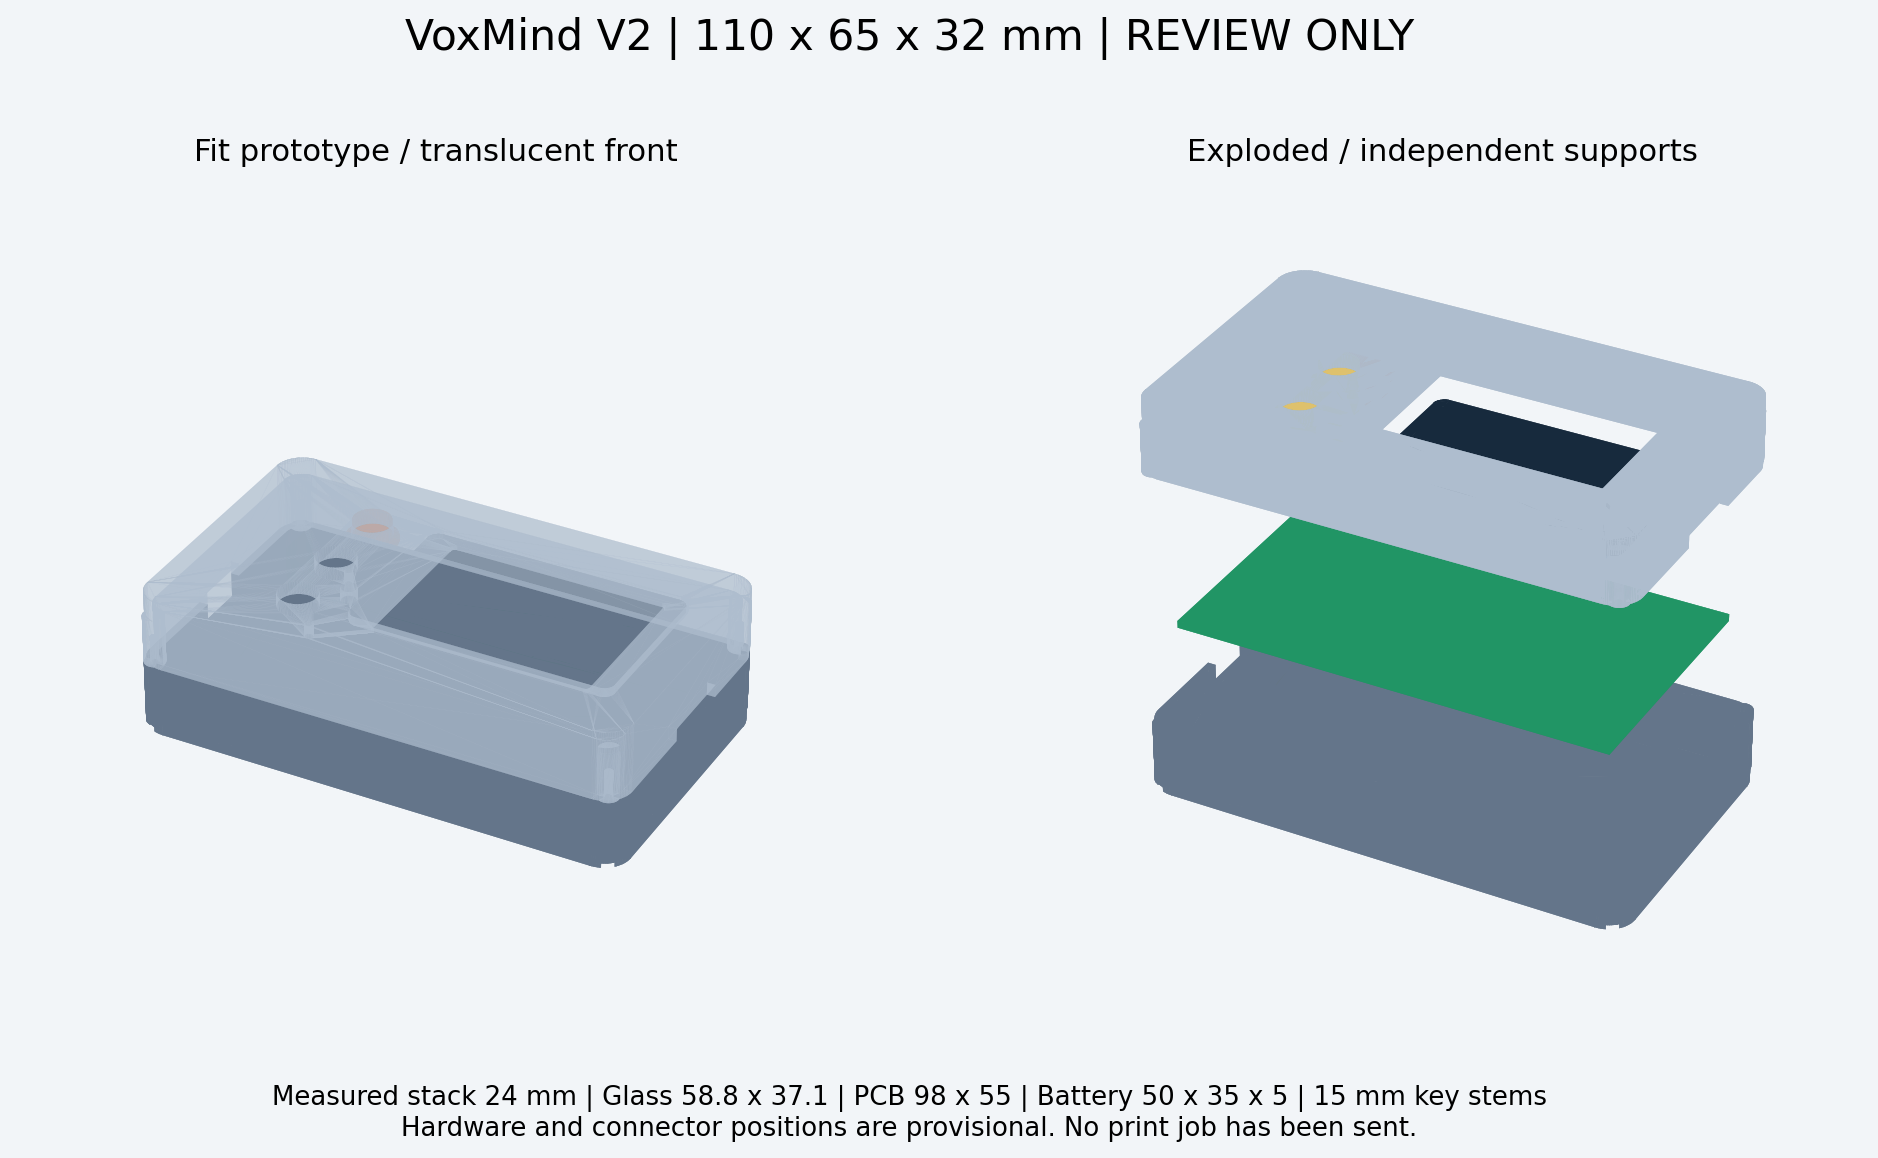 VoxMind V2 | 110 x 65 x 32 mm | REVIEW ONLY
Fit prototype / translucent front
Exploded / independent supports
Measured stack 24 mm | Glass 58.8 x 37.1 | PCB 98 x 55 | Battery 50 x 35 x 5 | 15 mm key stems
Hardware and connector positions are provisional. No print job has been sent.